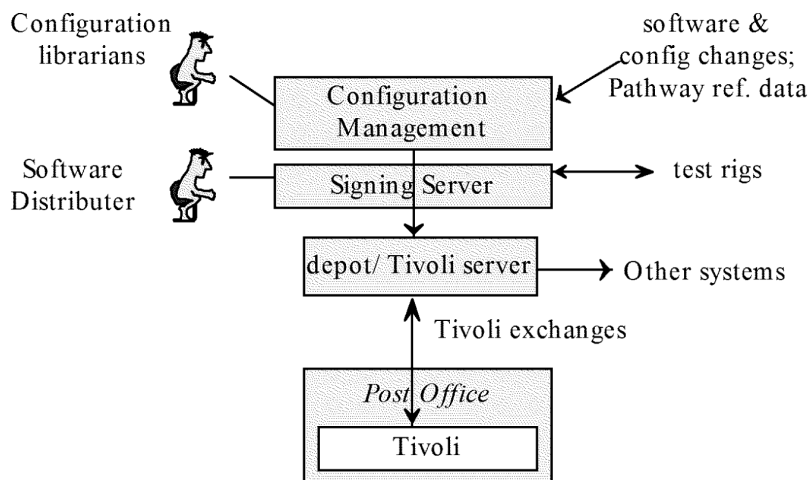 Configuration
librarians
software &
config changes;
Pathway ref. data
Configuration
Management
Software
Distributer
Signing Server
test rigs
depot/ Tivoli server
Other systems
Tivoli exchanges
Post Office
Tivoli